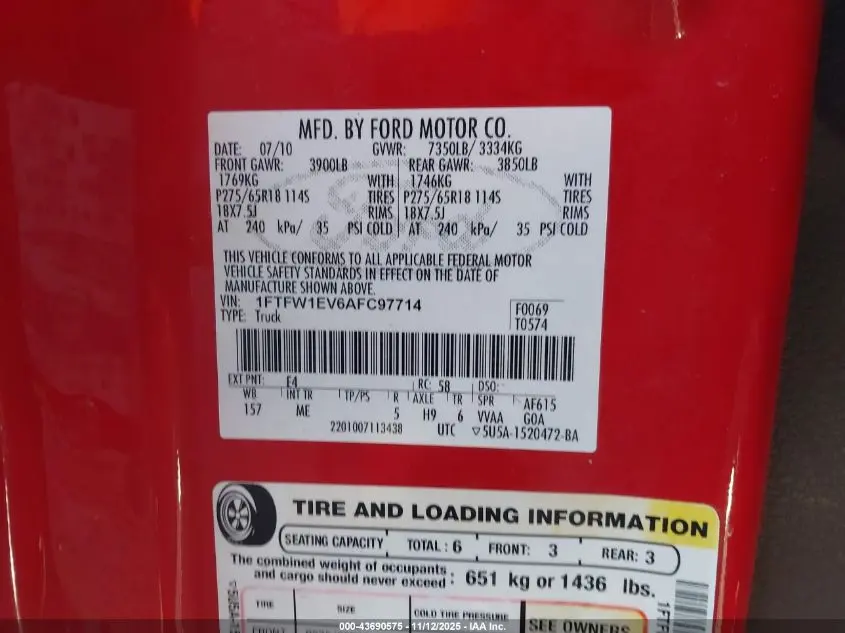 MFD. BY FORD MOTOR CO.
DATE: 07/10 GVWR: 7350LB/ 3334KG
FRONT GAWR: 3900LB REAR GAWR: 3850LB
1769KG WITH 1746KG WITH
P275/65R18 114S TIRES P275/65R18 114S TIRES
18X7.5J RIMS 18X7.5J RIMS
AT 240 kPa/ 35 PSI COLD AT 240 kPa/ 35 PSI COLD
THIS VEHICLE CONFORMS TO ALL APPLICABLE FEDERAL MOTOR
VEHICLE SAFETY STANDARDS IN EFFECT ON THE DATE OF
MANUFACTURE SHOWN ABOVE.
VIN: 1FTFW1EV6AFC97714
TYPE: Truck
F0069
T0574
EXT PNT: E4 RC: 58 DSO:
WB INT TR TP/PS R AXLE TR SPR AF615
157 ME 5 H9 6 VVAA GOA
2201007113438 UTC ▽5U5A-1520472-BA
TIRE AND LOADING INFORMATION
SEATING CAPACITY TOTAL: 6 FRONT: 3 REAR: 3
The combined weight of occupants
and cargo should never exceed: 651 kg or 1436 lbs.
TIRE SIZE COLD TIRE PRESSURE
SEE OWNERS
▽5U5A
1FTF
000-43690575 — 11/12/2025 — IAA Inc.